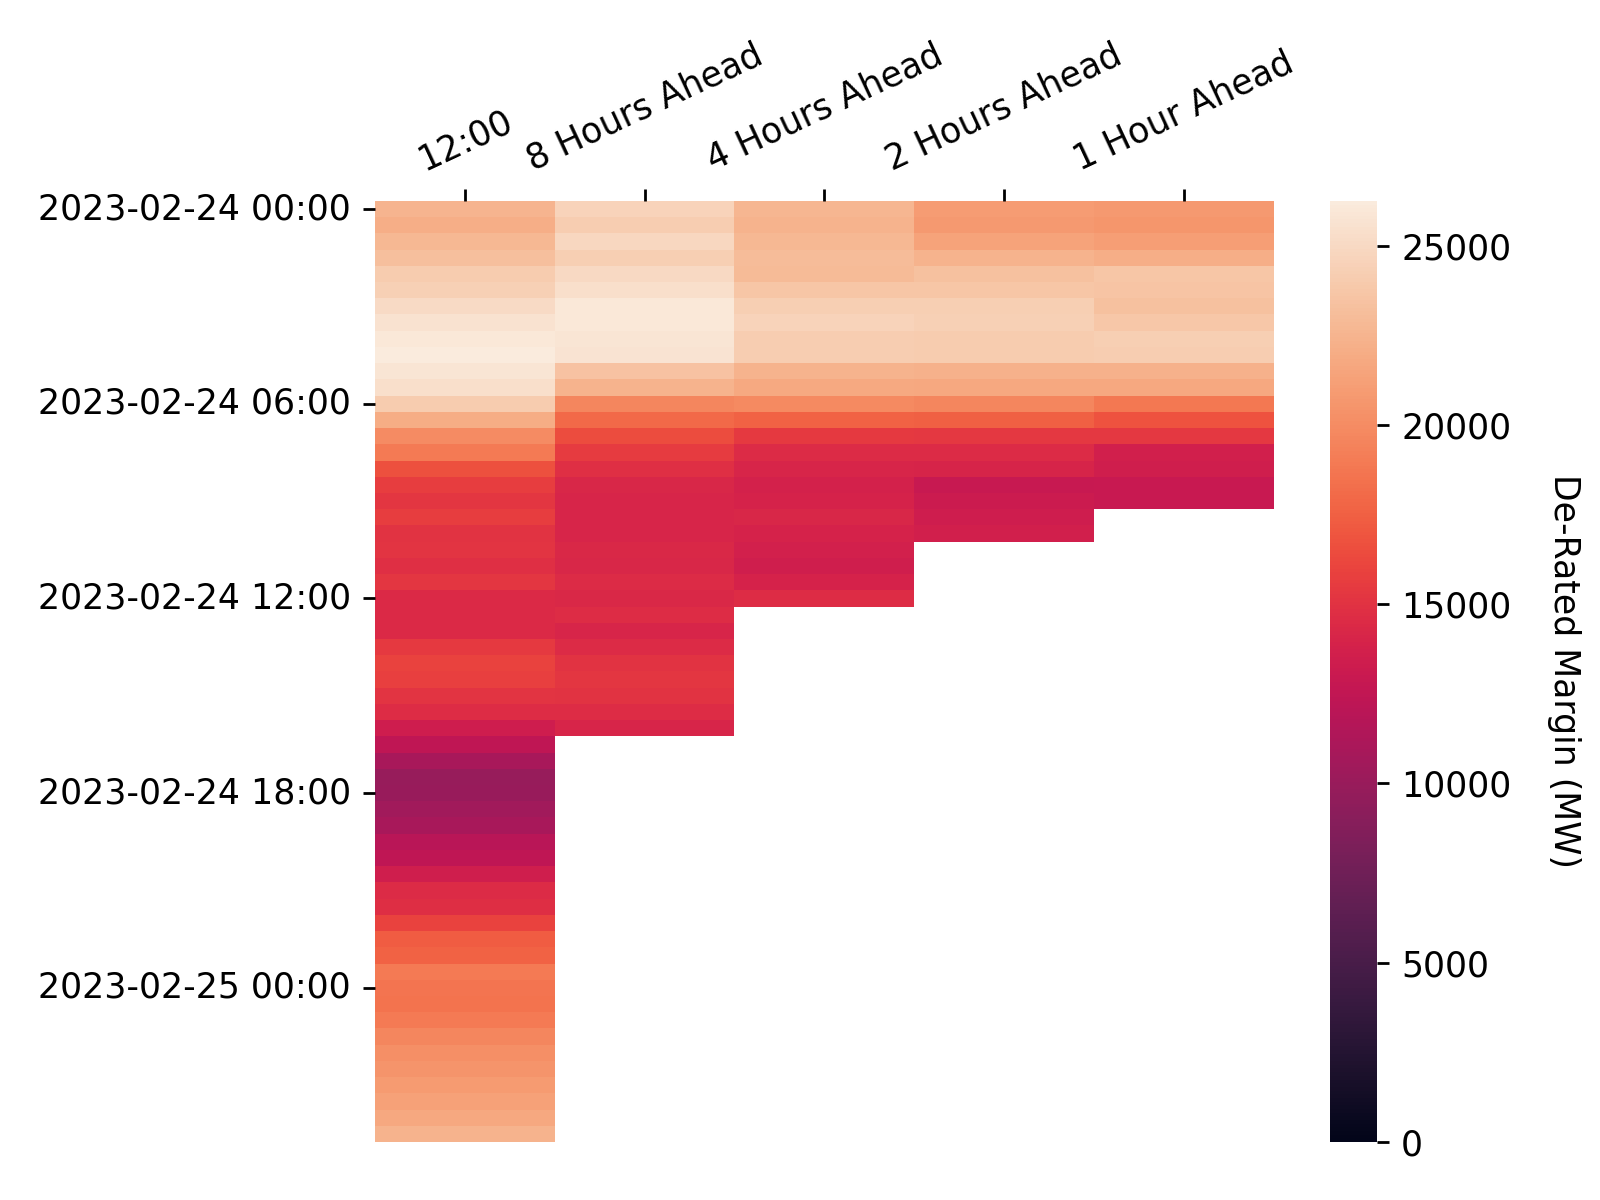 12:00
8 Hours Ahead
4 Hours Ahead
2 Hours Ahead
1 Hour Ahead
2023-02-24 00:00
2023-02-24 06:00
2023-02-24 12:00
2023-02-24 18:00
2023-02-25 00:00
25000
20000
15000
10000
5000
0
De-Rated Margin (MW)